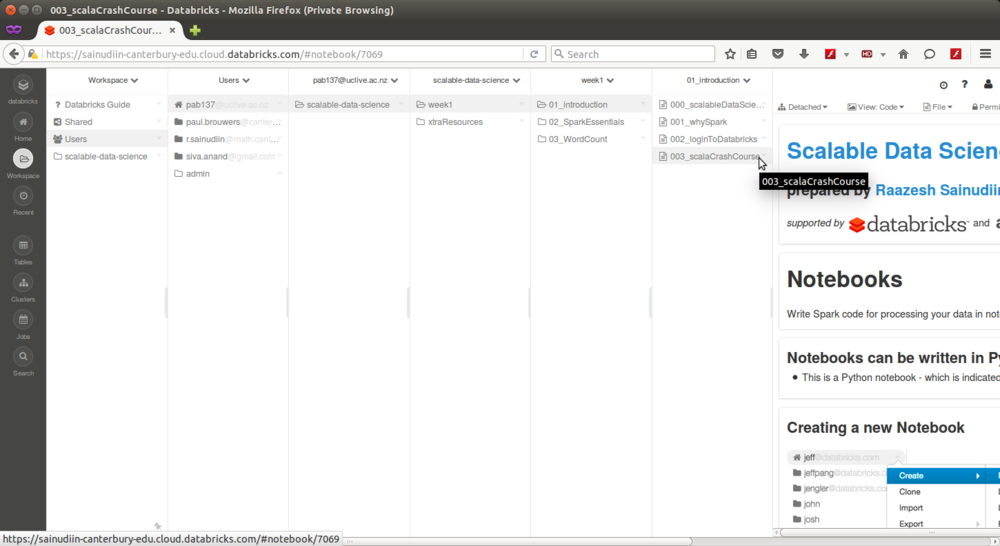 003_scalaCrashCourse - Databricks - Mozilla Firefox (Private Browsing)
003_scalaCrashCour...
https://sainudiin-canterbury-edu.cloud.databricks.com/#notebook/7069
Search
databricks
Home
Workspace
Recent
Tables
Clusters
Jobs
Search
Workspace
Databricks Guide
Shared
Users
scalable-data-science
Users
pab137@uclive.ac.nz
paul.brouwers@canter...
r.sainudiin@math.cant...
siva.anand@gmail.com
admin
pab137@uclive.ac.nz
scalable-data-science
scalable-data-science
week1
xtraResources
week1
01_introduction
02_SparkEssentials
03_WordCount
01_introduction
000_scalableDataScie...
001_whySpark
002_loginToDatabricks
003_scalaCrashCourse
003_scalaCrashCourse
Detached
View: Code
File
Permi
Scalable Data Scien
prepared by Raazesh Sainudiin
supported by databricks and
Notebooks
Write Spark code for processing your data in not
Notebooks can be written in Py
This is a Python notebook - which is indicated
Creating a new Notebook
jeff@databricks.com
jeffpang@databricks.c
jengler@databricks.co
john
josh
Create
Clone
Import
Export
https://sainudiin-canterbury-edu.cloud.databricks.com/#notebook/7069